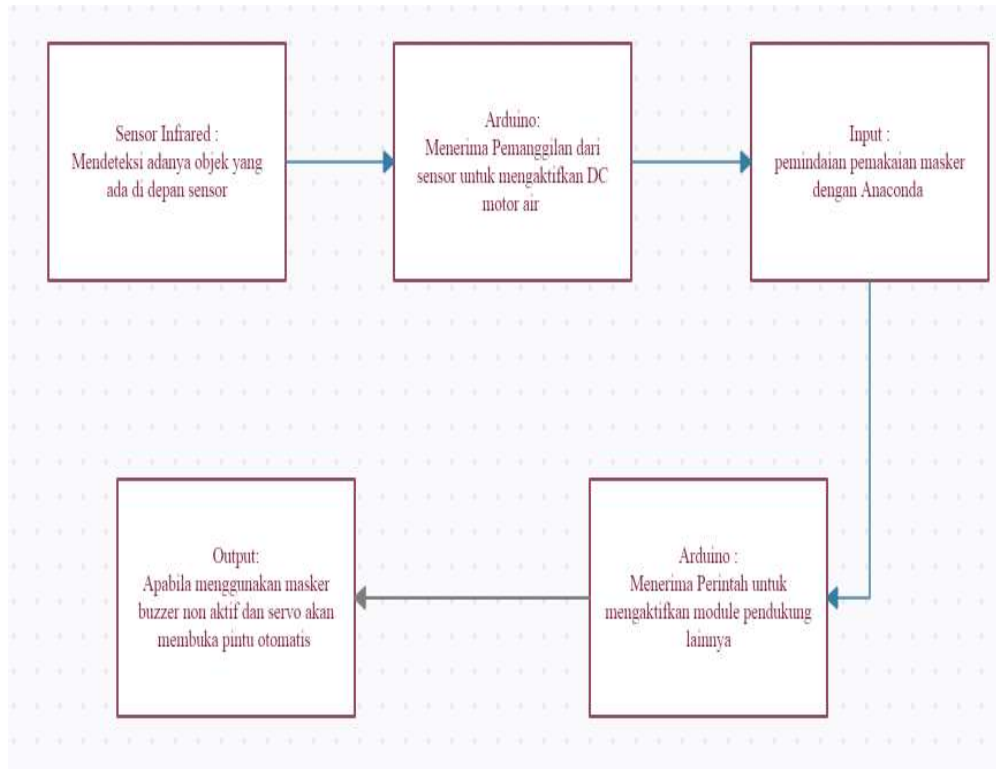 Sensor Infrared :
Mendeteksi adanya objek yang
ada di depan sensor
Arduino:
Menerima Pemanggilan dari
sensor untuk mengaktifkan DC
motor air
Input :
pemindaian pemakaian masker
dengan Anaconda
Arduino :
Menerima Perintah untuk
mengaktifkan module pendukung
lainnya
Output:
Apabila menggunakan masker
buzzer non aktif dan servo akan
membuka pintu otomatis